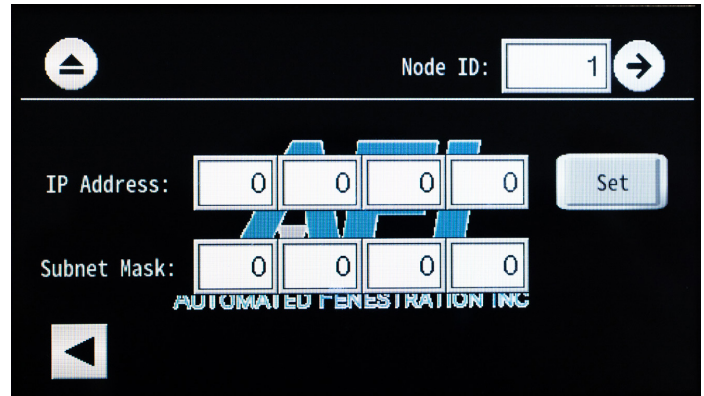 Node ID: 1
IP Address: 0 0 0 0 Set
AFI
Subnet Mask: 0 0 0 0
AUTOMATED FENESTRATION INC